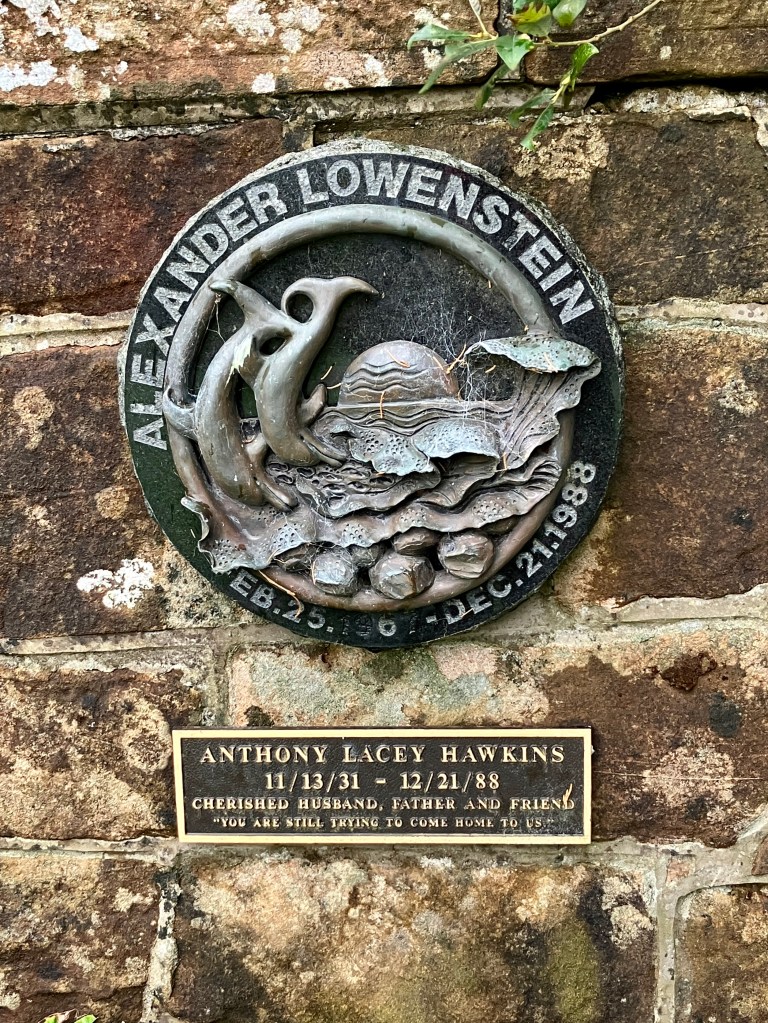 ALEXANDER LOWENSTEIN
EB.25.196 -DEC.21.1988
ANTHONY LACEY HAWKINS
11/13/31 - 12/21/88
CHERISHED HUSBAND, FATHER AND FRIEND
"YOU ARE STILL TRYING TO COME HOME TO US."